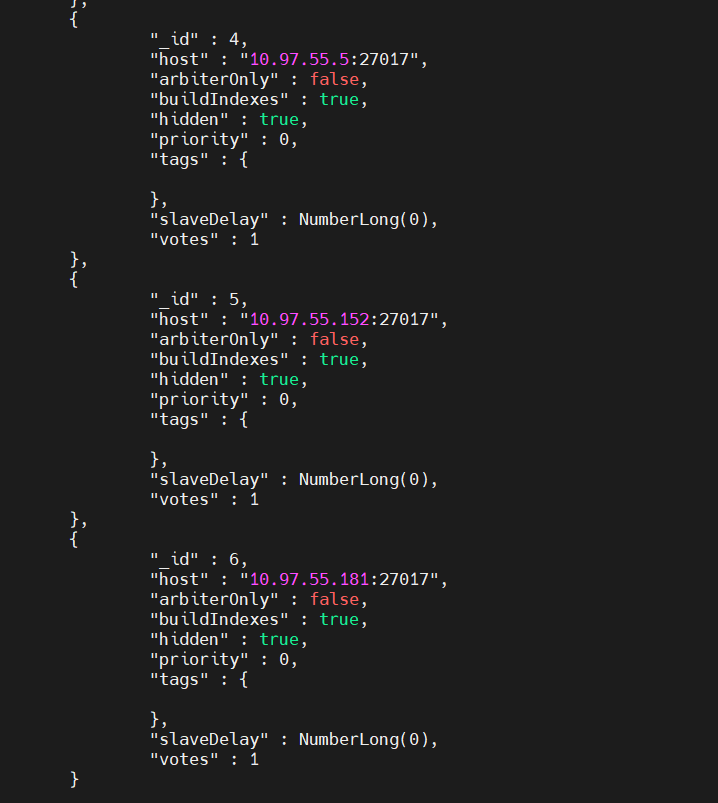 },
{
"_id" : 4,
"host" : "10.97.55.5:27017",
"arbiterOnly" : false,
"buildIndexes" : true,
"hidden" : true,
"priority" : 0,
"tags" : {
},
"slaveDelay" : NumberLong(0),
"votes" : 1
},
{
"_id" : 5,
"host" : "10.97.55.152:27017",
"arbiterOnly" : false,
"buildIndexes" : true,
"hidden" : true,
"priority" : 0,
"tags" : {
},
"slaveDelay" : NumberLong(0),
"votes" : 1
},
{
"_id" : 6,
"host" : "10.97.55.181:27017",
"arbiterOnly" : false,
"buildIndexes" : true,
"hidden" : true,
"priority" : 0,
"tags" : {
},
"slaveDelay" : NumberLong(0),
"votes" : 1
}